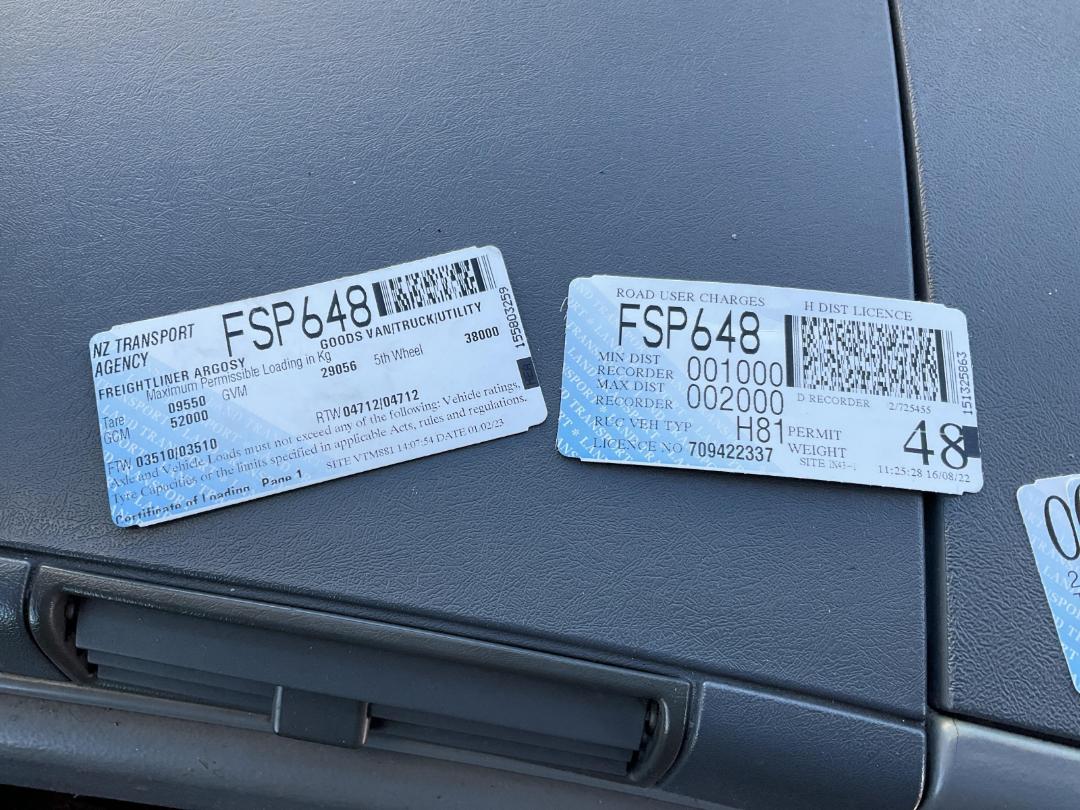 NZ TRANSPORT AGENCY
FSP648
FREIGHTLINER ARGOSY
GOODS VAN/TRUCK/UTILITY
Maximum Permissible Loading in Kg
Tare 09550 GVM 29056 5th Wheel 38000
GCM 52000
FTW 03510/03510 RTW 04712/04712
Axle and Vehicle Loads must not exceed any of the following: Vehicle ratings,
Tyre Capacities or the limits specified in applicable Acts, rules and regulations.
Certificate of Loading Page 1 SITE VTM881 14:07:54 DATE 01/02/23
155803259
ROAD USER CHARGES H DIST LICENCE
FSP648
MIN DIST
RECORDER 001000
MAX DIST
RECORDER 002000
D RECORDER 2/725455
RUC VEH TYP H81
PERMIT
WEIGHT 48
LICENCE NO 709422337
SITE 11:25:28 16/08/22
151325863